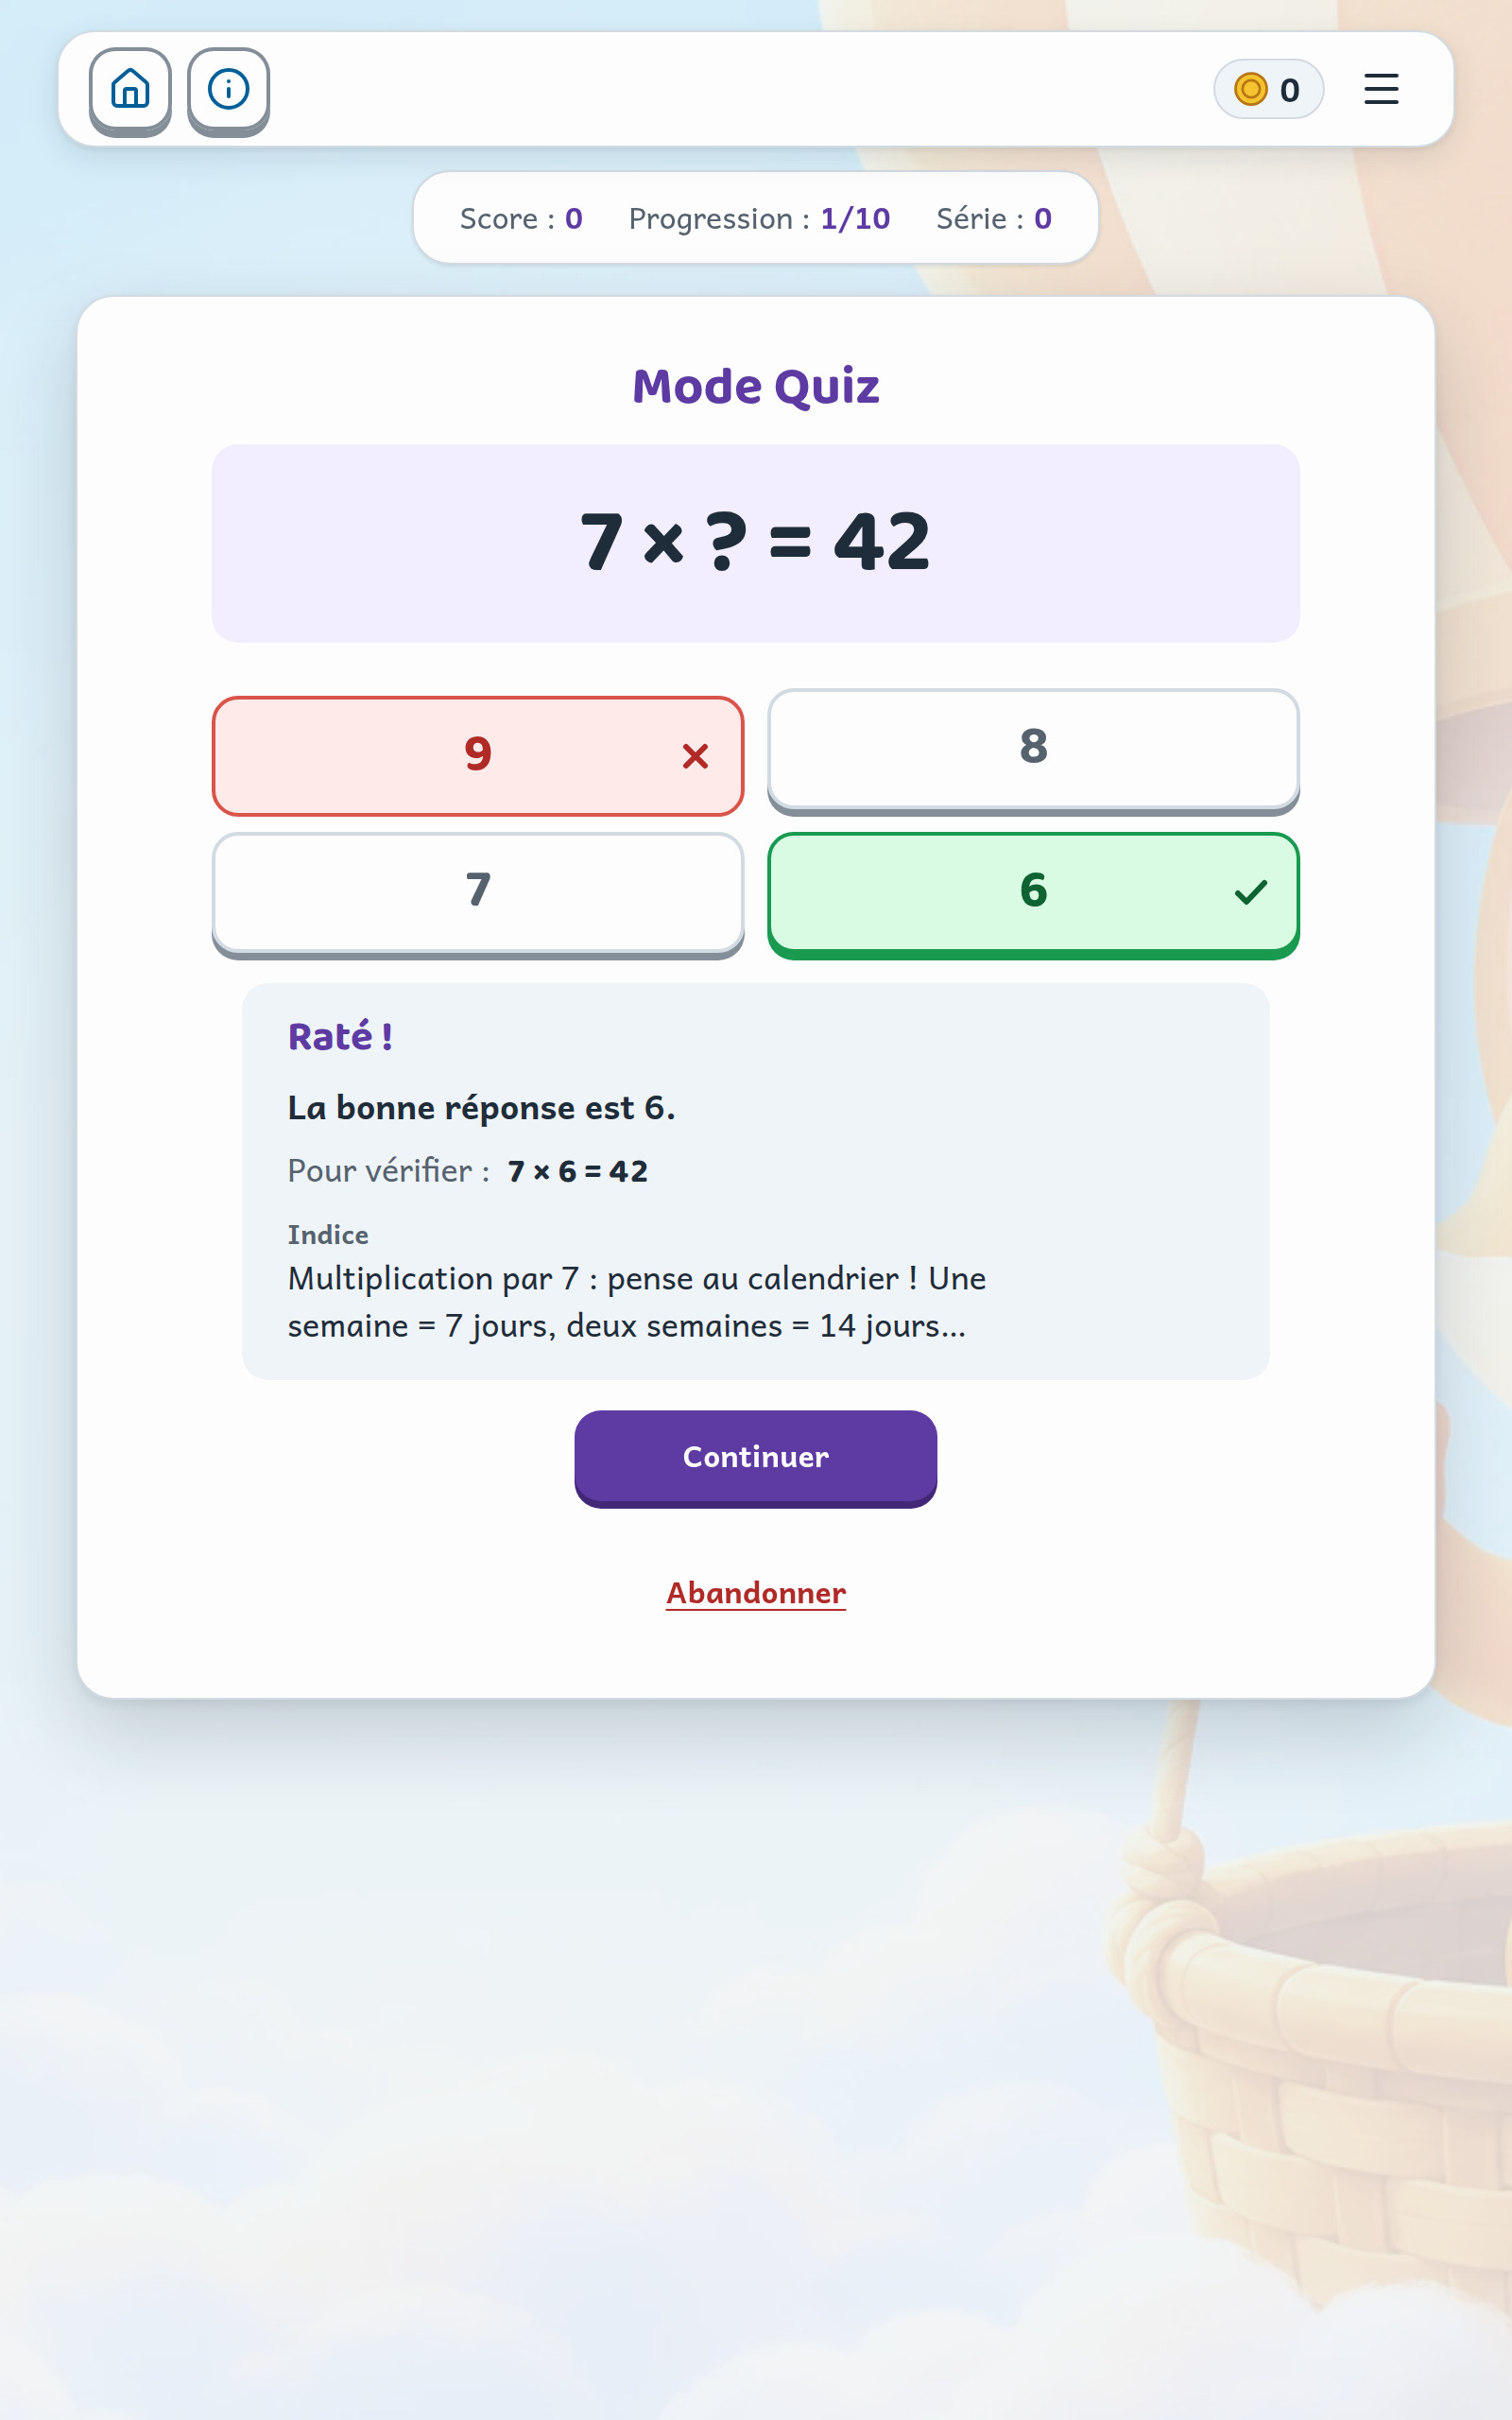 0
Score : 0 Progression : 1/10 Série : 0
Mode Quiz
7 × ? = 42
9
8
7
6
Raté !
La bonne réponse est 6.
Pour vérifier : 7 × 6 = 42
Indice
Multiplication par 7 : pense au calendrier ! Une
semaine = 7 jours, deux semaines = 14 jours...
Continuer
Abandonner